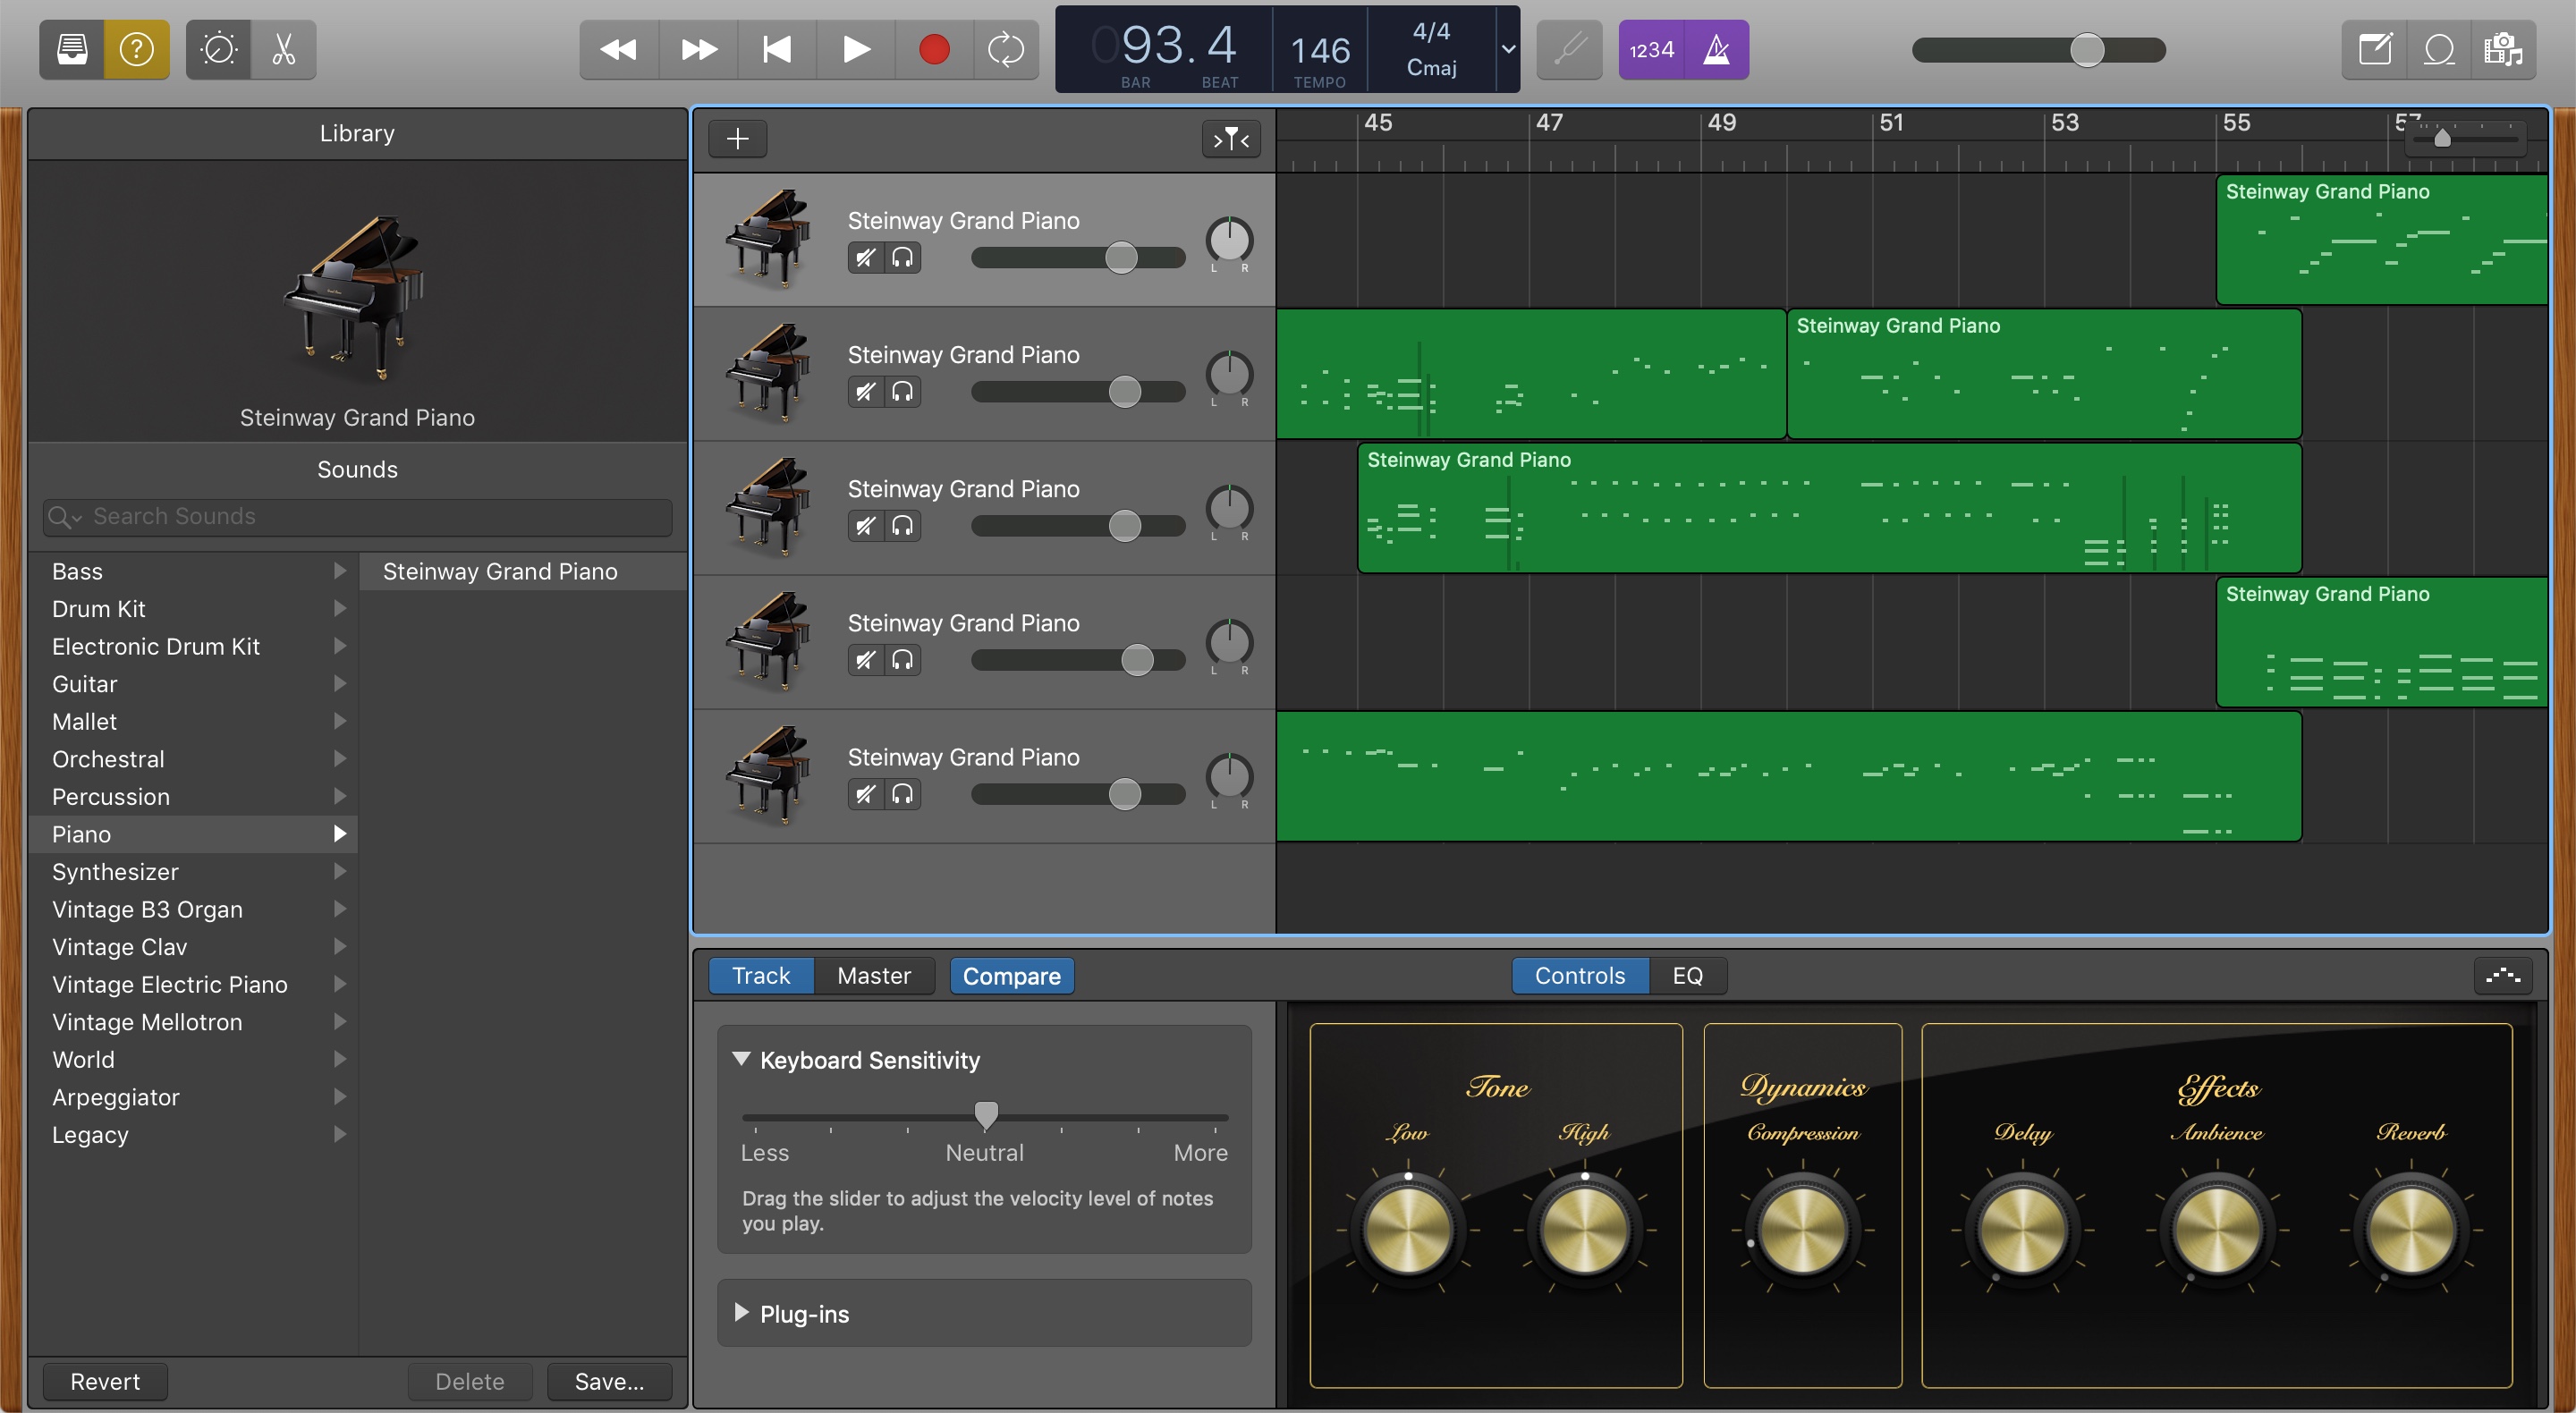 093.4
BAR
BEAT
146
TEMPO
4/4
Cmaj
1234
Library
Steinway Grand Piano
Sounds
Search Sounds
Bass
Drum Kit
Electronic Drum Kit
Guitar
Mallet
Orchestral
Percussion
Piano
Synthesizer
Vintage B3 Organ
Vintage Clav
Vintage Electric Piano
Vintage Mellotron
World
Arpeggiator
Legacy
Steinway Grand Piano
Revert
Delete
Save...
45
47
49
51
53
55
57
Steinway Grand Piano
L R
Steinway Grand Piano
Steinway Grand Piano
L R
Steinway Grand Piano
Steinway Grand Piano
L R
Steinway Grand Piano
Steinway Grand Piano
L R
Steinway Grand Piano
Steinway Grand Piano
L R
Track
Master
Compare
Controls
EQ
Keyboard Sensitivity
Less
Neutral
More
Drag the slider to adjust the velocity level of notes
you play.
Plug-ins
Tone
Low
High
Dynamics
Compression
Effects
Delay
Ambience
Reverb